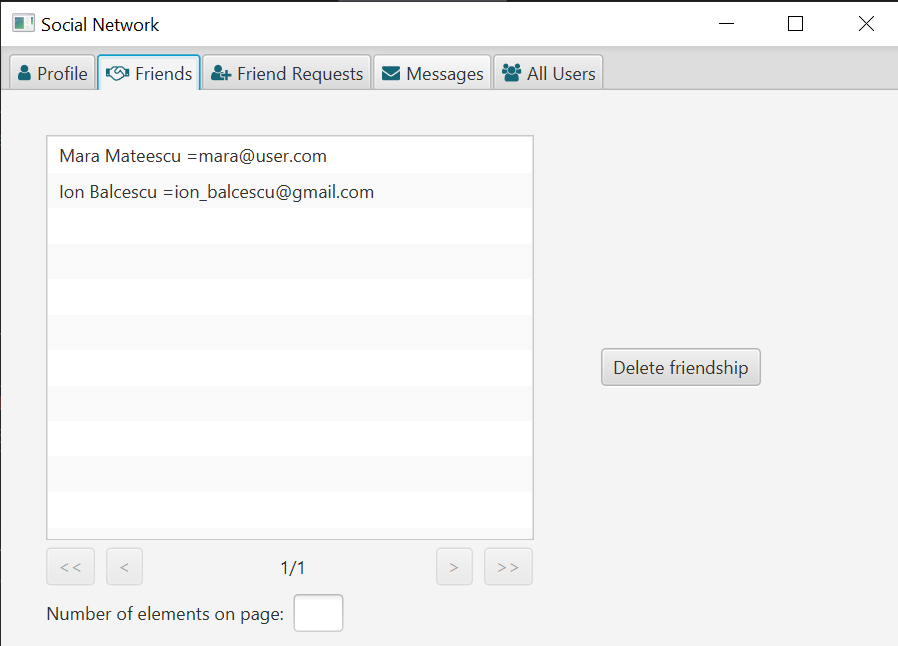 Social Network
Profile Friends Friend Requests Messages All Users
Mara Mateescu =mara@user.com
Ion Balcescu =ion_balcescu@gmail.com
Delete friendship
<< < 1/1 > >>
Number of elements on page: